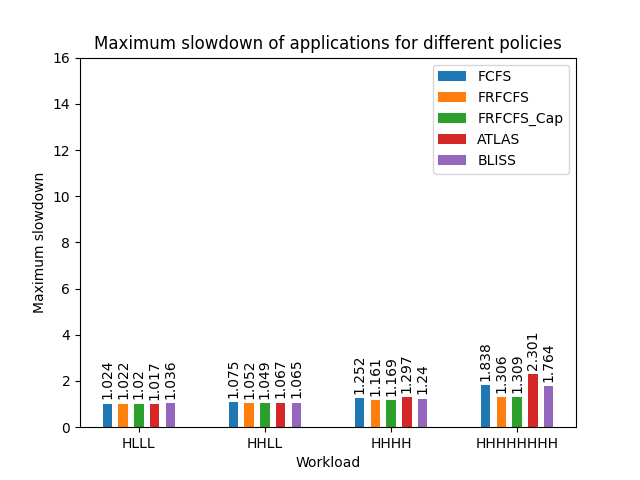 Maximum slowdown of applications for different policies
Maximum slowdown
16
14
12
10
8
6
4
2
0
FCFS
FRFCFS
FRFCFS_Cap
ATLAS
BLISS
1.024
1.022
1.02
1.017
1.036
1.075
1.052
1.049
1.067
1.065
1.252
1.161
1.169
1.297
1.24
1.838
1.306
1.309
2.301
1.764
HLLL
HHLL
HHHH
HHHHHHHH
Workload